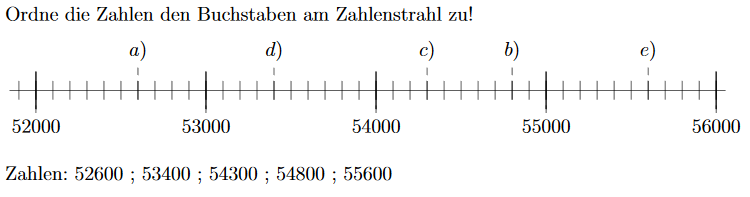 Ordne die Zahlen den Buchstaben am Zahlenstrahl zu!
a) d) c) b) e)
52000 53000 54000 55000 56000
Zahlen: 52600 ; 53400 ; 54300 ; 54800 ; 55600